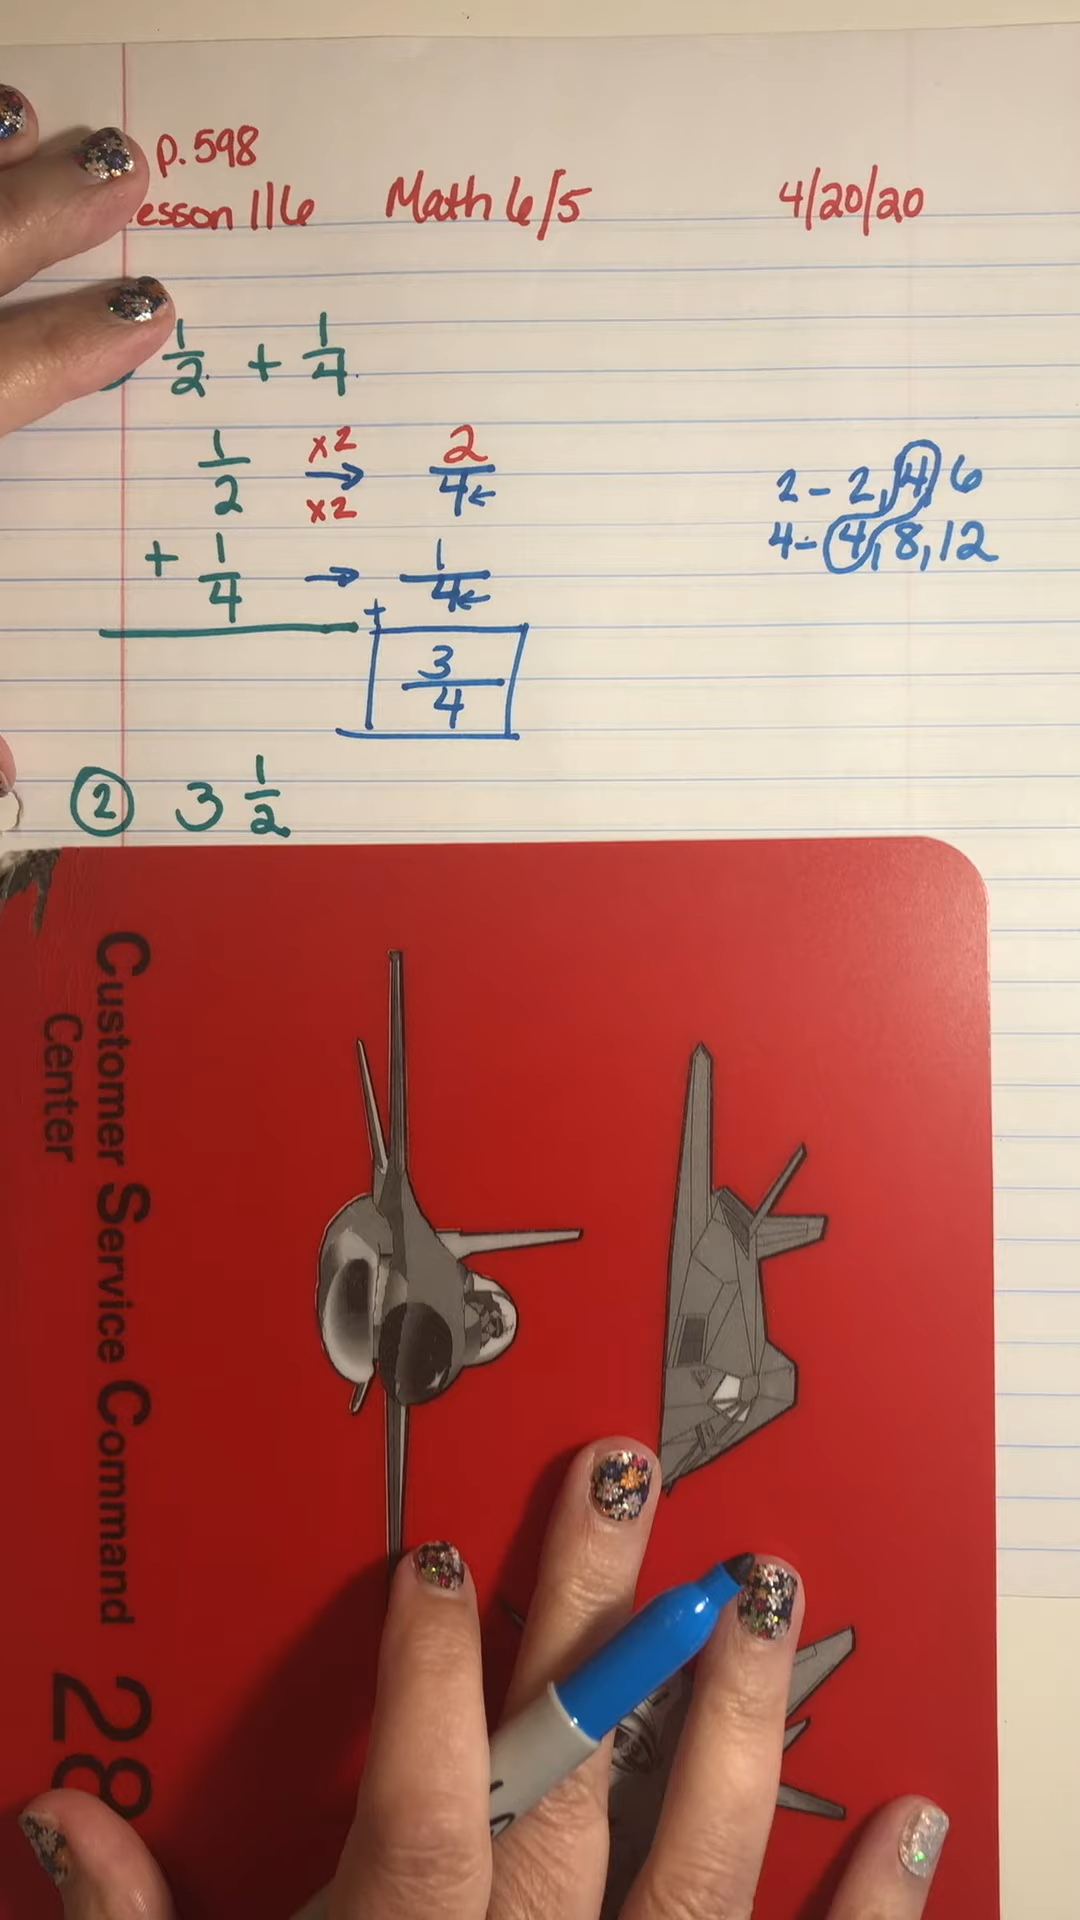 p. 598
esson 116 Math 6/5 4/20/20
1/2 + 1/4
1/2 x2 → x2 2/4 ←
2 - 2, 4, 6
4 - 4, 8, 12
+ 1/4 → 1/4 ←
+ 3/4
② 3 1/2
Customer Service Command
Center
28